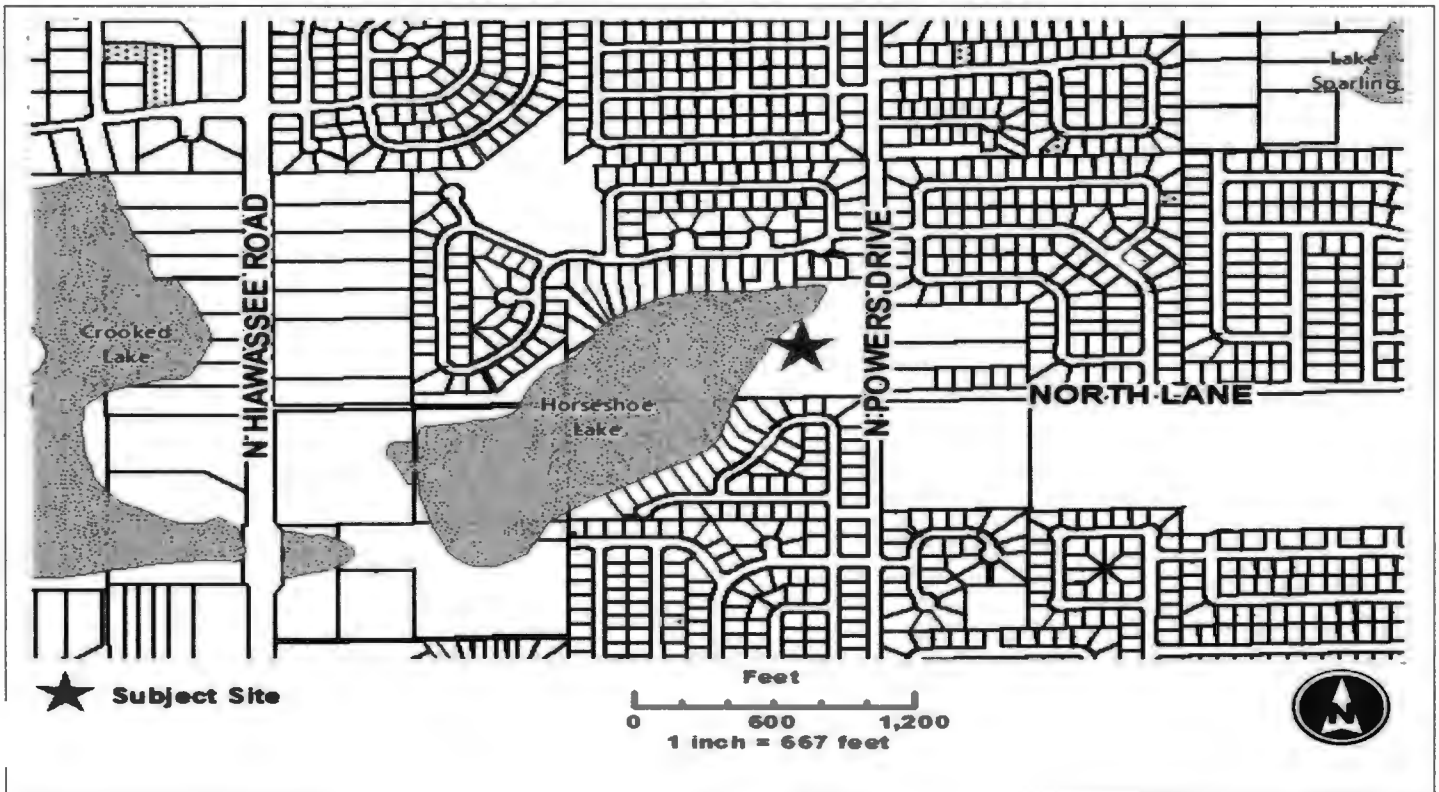 Lake
Sparling
N HIAWASSEE ROAD
N POWERS DRIVE
Crooked
Lake
Horseshoe
Lake
NORTH LANE
Subject Site
Feet
0 600 1,200
1 inch = 667 feet
N